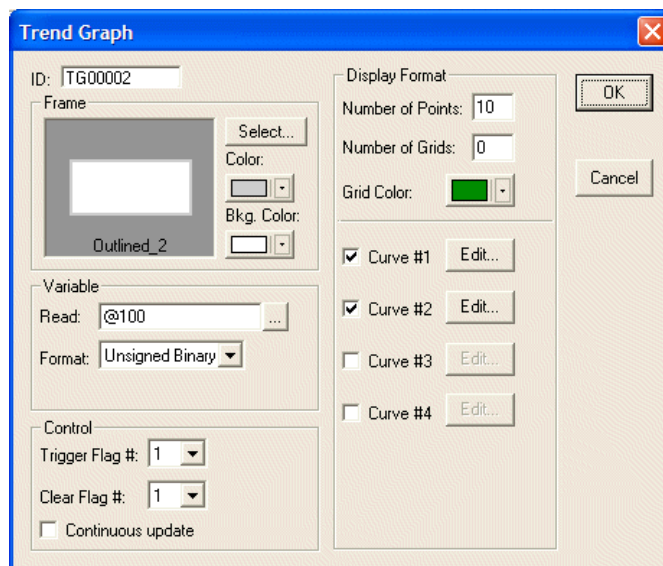 Trend Graph
ID: TG00002
Frame
Select...
Color:
Bkg. Color:
Outlined_2
Variable
Read: @100 ...
Format: Unsigned Binary
Control
Trigger Flag #: 1
Clear Flag #: 1
Continuous update
Display Format
Number of Points: 10
Number of Grids: 0
Grid Color:
Curve #1 Edit...
Curve #2 Edit...
Curve #3 Edit...
Curve #4 Edit...
OK
Cancel